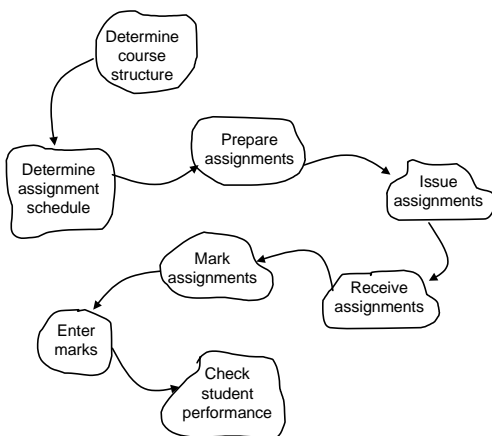 Determine
course
structure
Determine
assignment
schedule
Prepare
assignments
Issue
assignments
Receive
assignments
Mark
assignments
Enter
marks
Check
student
performance